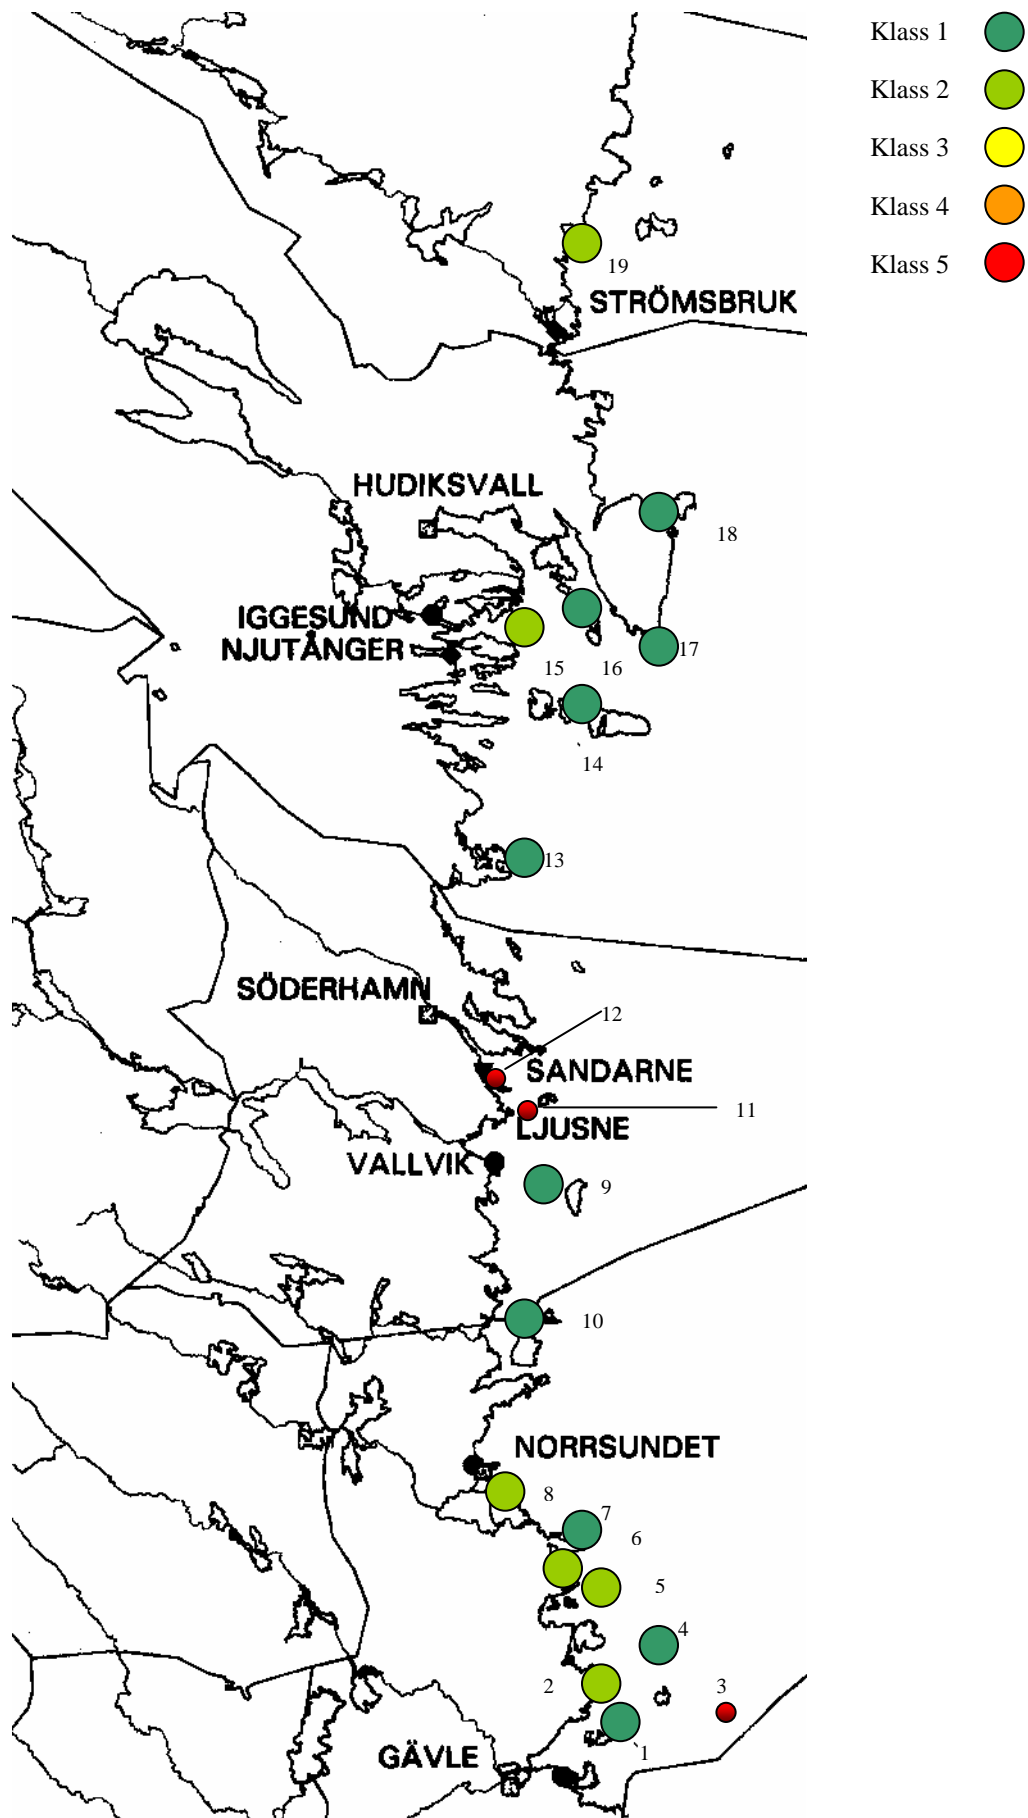 Klass 1
Klass 2
Klass 3
Klass 4
Klass 5
19
STRÖMSBRUK
HUDIKSVALL
18
IGGESUND
NJUTÅNGER
17
15
16
14
13
SÖDERHAMN
12
SANDARNE
11
LJUSNE
VALLVIK
9
10
NORRSUNDET
8
7
6
5
4
2
3
1
GÄVLE